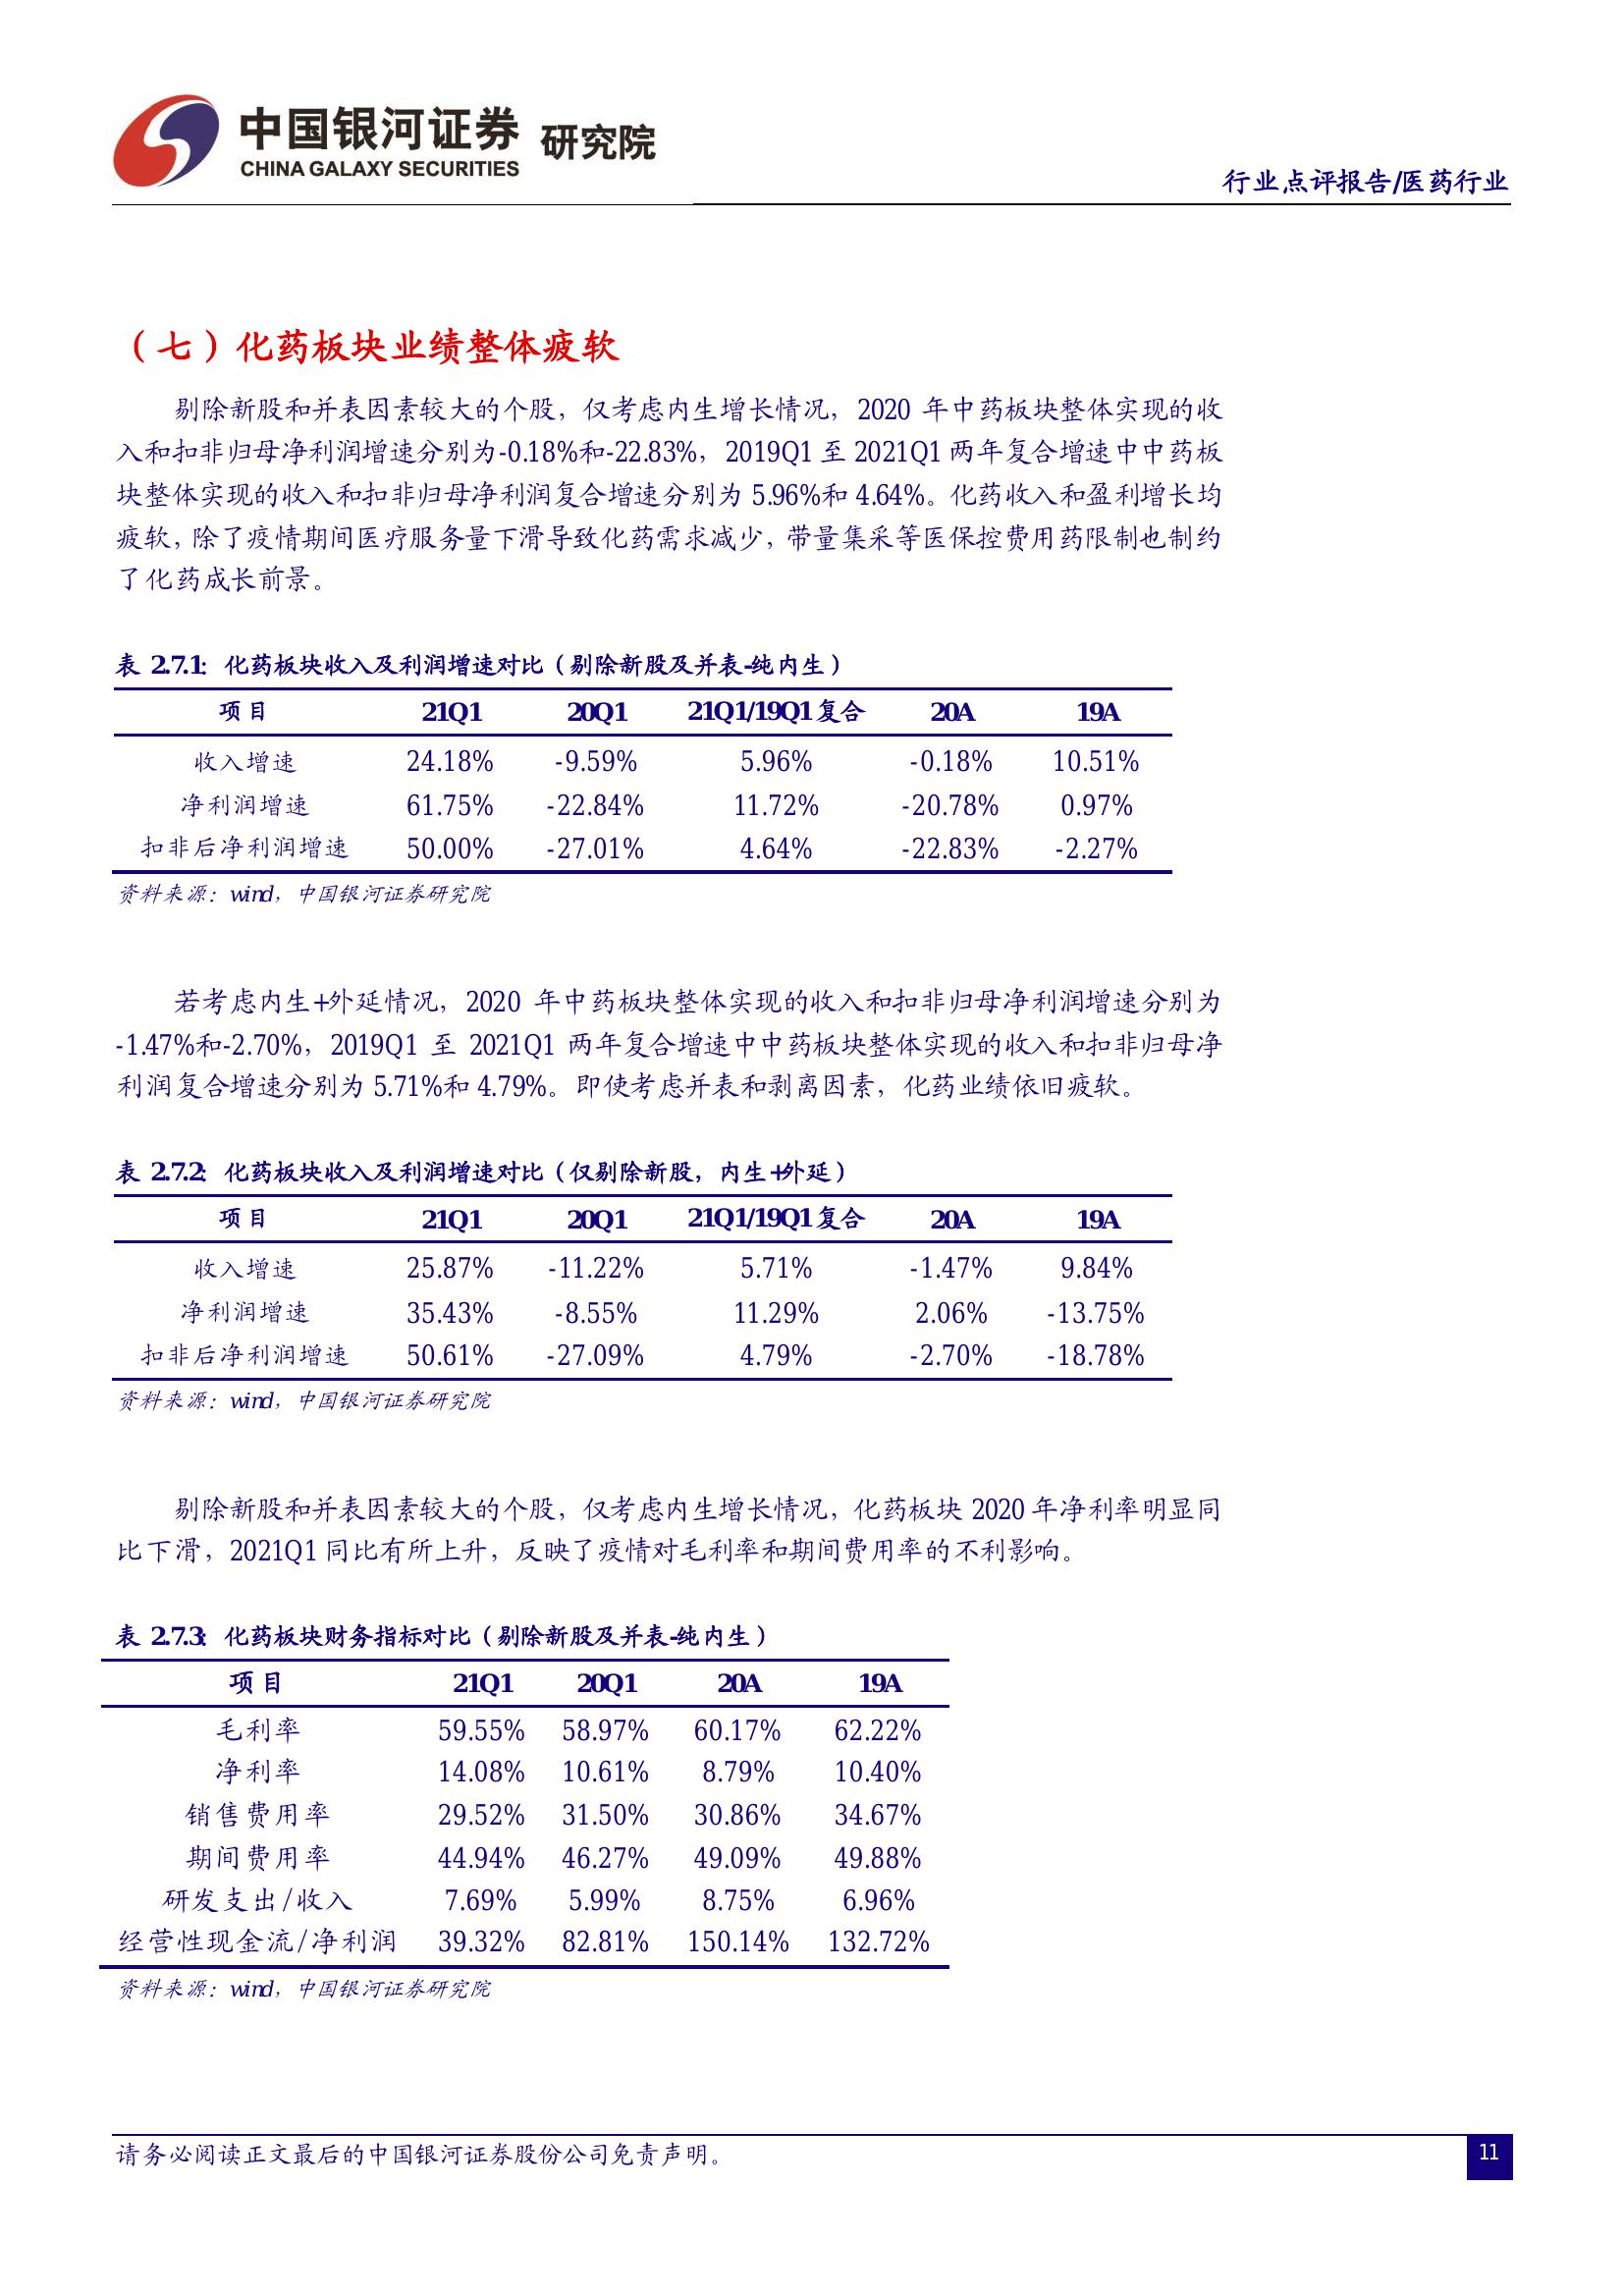 中国银河证券 研究院
CHINA GALAXY SECURITIES
行业点评报告/医药行业
（七）化药板块业绩整体疲软
剔除新股和并表因素较大的个股，仅考虑内生增长情况，2020 年中药板块整体实现的收
入和扣非归母净利润增速分别为-0.18%和-22.83%，2019Q1 至 2021Q1 两年复合增速中中药板
块整体实现的收入和扣非归母净利润复合增速分别为 5.96%和 4.64%。化药收入和盈利增长均
疲软，除了疫情期间医疗服务量下滑导致化药需求减少，带量集采等医保控费用药限制也制约
了化药成长前景。
表 2.7.1：化药板块收入及利润增速对比（剔除新股及并表-纯内生）
项目 21Q1 20Q1 21Q1/19Q1 复合 20A 19A
收入增速 24.18% -9.59% 5.96% -0.18% 10.51%
净利润增速 61.75% -22.84% 11.72% -20.78% 0.97%
扣非后净利润增速 50.00% -27.01% 4.64% -22.83% -2.27%
资料来源：wind，中国银河证券研究院
若考虑内生+外延情况，2020 年中药板块整体实现的收入和扣非归母净利润增速分别为
-1.47%和-2.70%，2019Q1 至 2021Q1 两年复合增速中中药板块整体实现的收入和扣非归母净
利润复合增速分别为 5.71%和 4.79%。即使考虑并表和剥离因素，化药业绩依旧疲软。
表 2.7.2：化药板块收入及利润增速对比（仅剔除新股，内生+外延）
项目 21Q1 20Q1 21Q1/19Q1 复合 20A 19A
收入增速 25.87% -11.22% 5.71% -1.47% 9.84%
净利润增速 35.43% -8.55% 11.29% 2.06% -13.75%
扣非后净利润增速 50.61% -27.09% 4.79% -2.70% -18.78%
资料来源：wind，中国银河证券研究院
剔除新股和并表因素较大的个股，仅考虑内生增长情况，化药板块 2020 年净利率明显同
比下滑，2021Q1 同比有所上升，反映了疫情对毛利率和期间费用率的不利影响。
表 2.7.3：化药板块财务指标对比（剔除新股及并表-纯内生）
项目 21Q1 20Q1 20A 19A
毛利率 59.55% 58.97% 60.17% 62.22%
净利率 14.08% 10.61% 8.79% 10.40%
销售费用率 29.52% 31.50% 30.86% 34.67%
期间费用率 44.94% 46.27% 49.09% 49.88%
研发支出/收入 7.69% 5.99% 8.75% 6.96%
经营性现金流/净利润 39.32% 82.81% 150.14% 132.72%
资料来源：wind，中国银河证券研究院
请务必阅读正文最后的中国银河证券股份公司免责声明。
11